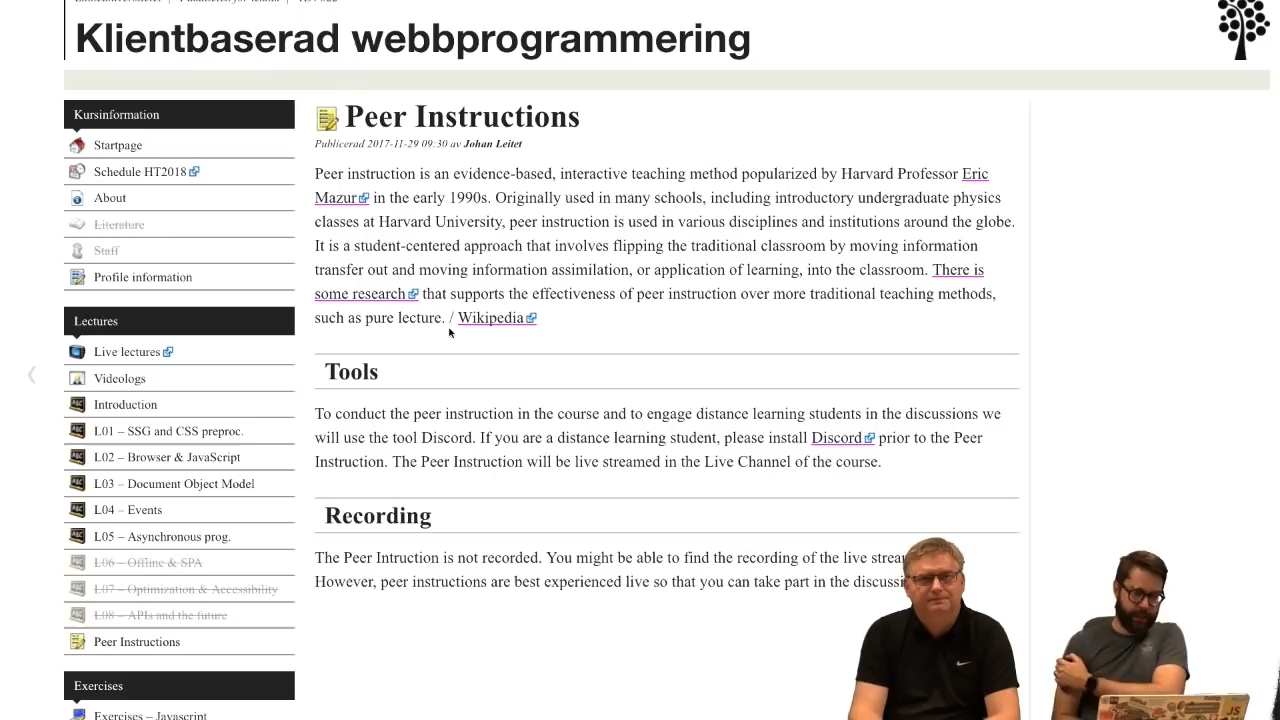 Klientbaserad webbprogrammering
Kursinformation
Startpage
Schedule HT2018
About
Literature
Staff
Profile information
Lectures
Live lectures
Videologs
Introduction
L01 – SSG and CSS preproc.
L02 – Browser & JavaScript
L03 – Document Object Model
L04 – Events
L05 – Asynchronous prog.
L06 – Offline & SPA
L07 – Optimization & Accessibility
L08 – APIs and the future
Peer Instructions
Exercises
Exercises – Javascript
Peer Instructions
Publicerad 2017-11-29 09:30 av Johan Leitet
Peer instruction is an evidence-based, interactive teaching method popularized by Harvard Professor Eric
Mazur in the early 1990s. Originally used in many schools, including introductory undergraduate physics
classes at Harvard University, peer instruction is used in various disciplines and institutions around the globe.
It is a student-centered approach that involves flipping the traditional classroom by moving information
transfer out and moving information assimilation, or application of learning, into the classroom. There is
some research that supports the effectiveness of peer instruction over more traditional teaching methods,
such as pure lecture. / Wikipedia
Tools
To conduct the peer instruction in the course and to engage distance learning students in the discussions we
will use the tool Discord. If you are a distance learning student, please install Discord prior to the Peer
Instruction. The Peer Instruction will be live streamed in the Live Channel of the course.
Recording
The Peer Intruction is not recorded. You might be able to find the recording of the live
However, peer instructions are best experienced live so that you can take part in the
JS